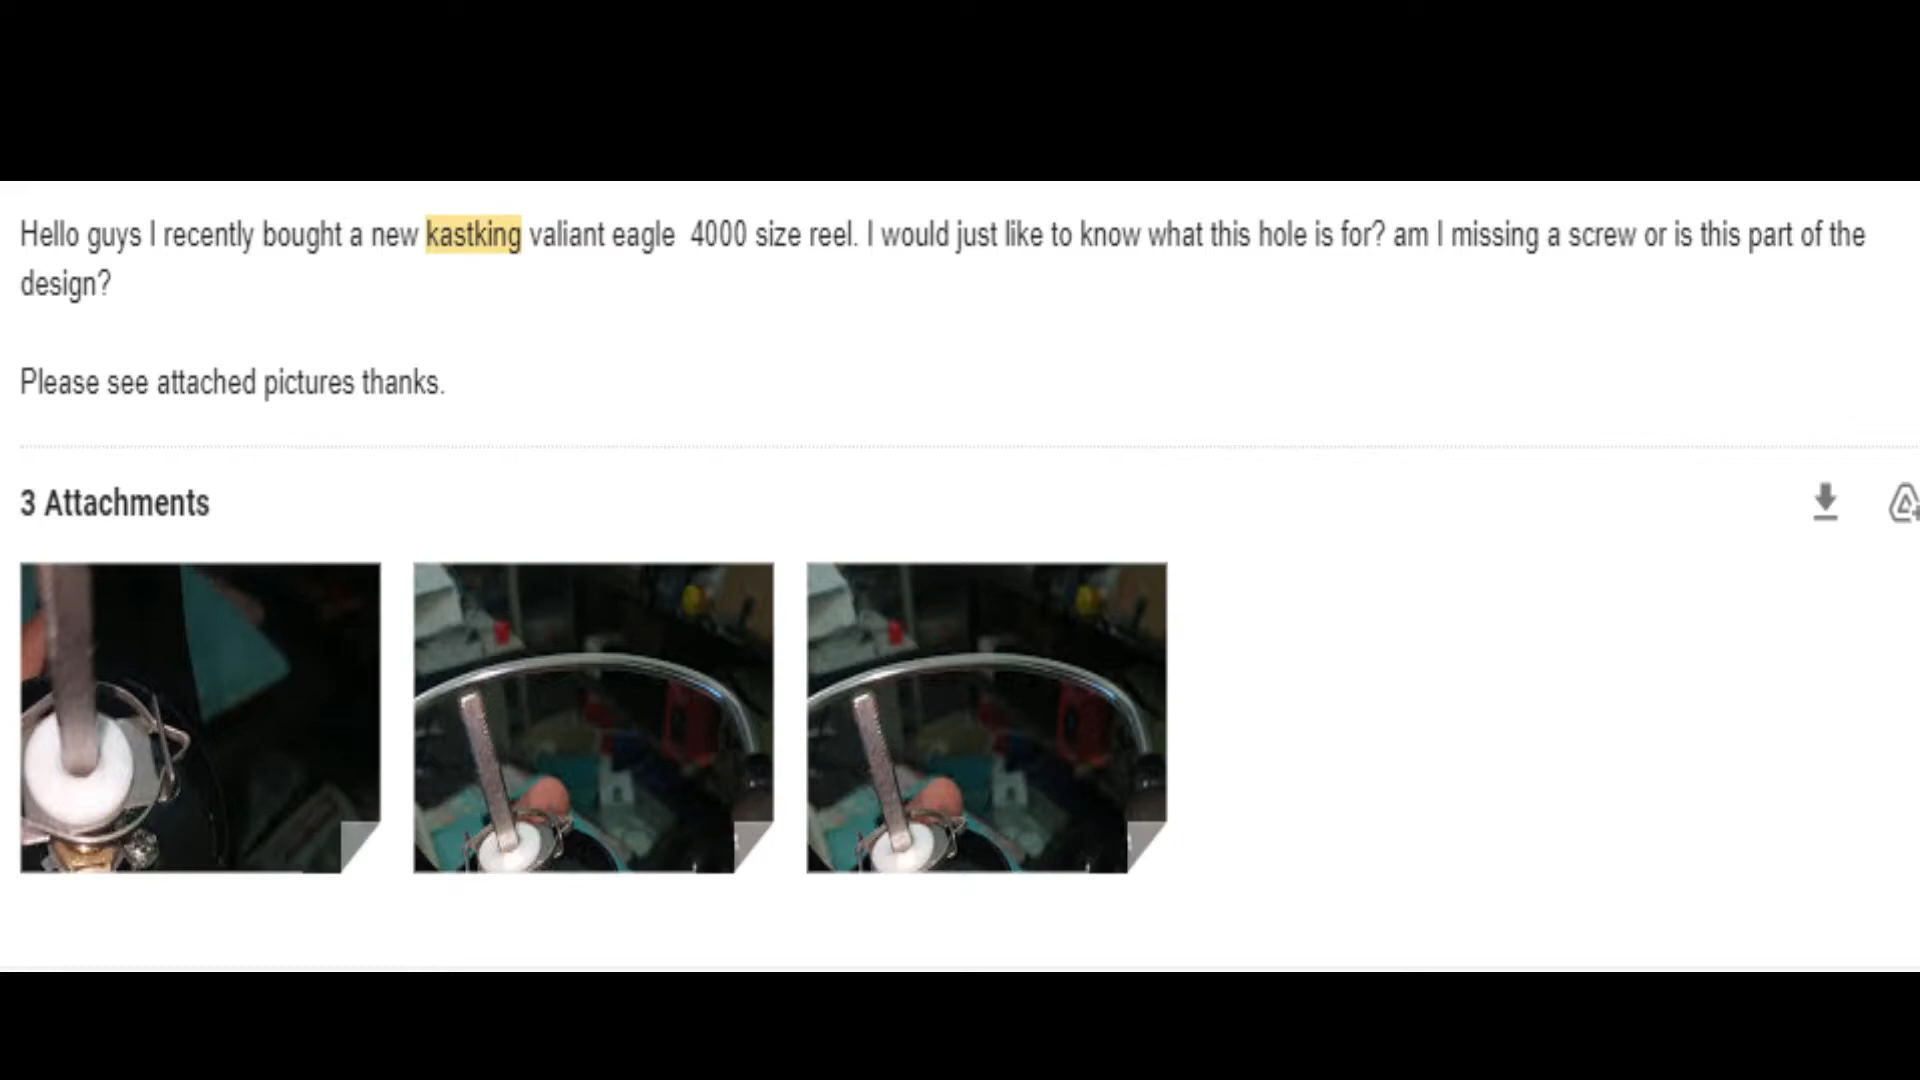 Hello guys I recently bought a new kastking valiant eagle  4000 size reel. I would just like to know what this hole is for? am I missing a screw or is this part of the
design?
Please see attached pictures thanks.
3 Attachments